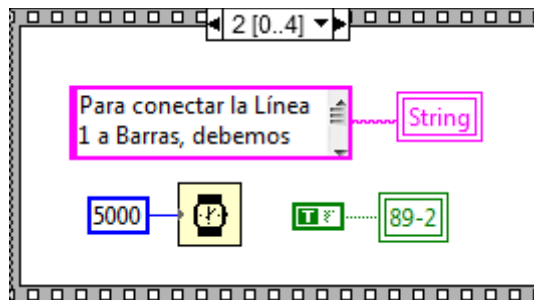 2 [0..4]
Para conectar la Línea
1 a Barras, debemos
String
5000
T
89-2